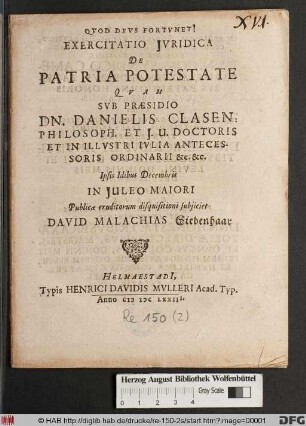 XVI.
QVOD DEVS FORTVNET!
EXERCITATIO JVRIDICA
DE
PATRIA POTESTATE
QVAM
SVB PRÆSIDIO
DN. DANIELIS CLASEN:
PHILOSOPH. ET J. U. DOCTORIS
ET IN ILLVSTRI IVLIA ANTECES-
SORIS ORDINARII &c. &c.
Ipsis Idibus Decembris
IN JULEO MAIORI
Publicæ eruditorum disquisitioni subjiciet
DAVID MALACHIAS Siebenhaar
HELMAESTADI,
Typis HENRICI DAVIDIS MVLLERI Acad. Typ.
Anno CIƆ IƆC LXXIII.
Re 150 (2)
Herzog August Bibliothek Wolfenbüttel
0 1 2 3 4
Gray Scale
© HAB http://diglib.hab.de/drucke/re-150-2s/start.htm?image=00001
DFG